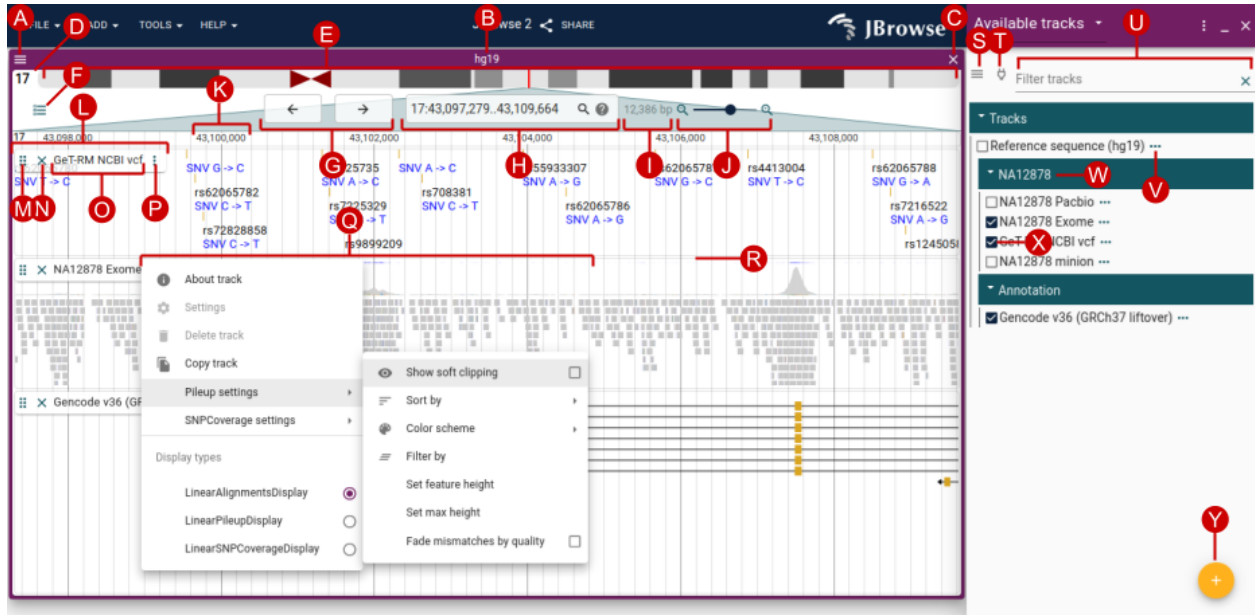 A
FILE
ADD
TOOLS
HELP
B
JBrowse 2
SHARE
JBrowse
C
Available tracks
U
D
E
S
T
hg19
17
F
Filter tracks
K
17:43,097,279..43,109,664
12,386 bp
Tracks
L
17
43,098,000
43,100,000
43,102,000
43,104,000
43,106,000
43,108,000
G
H
I
J
Reference sequence (hg19)
GeT-RM NCBI vcf
M
N
O
P
SNV T -> C
SNV G -> C
rs62065782
SNV C -> T
rs72828858
SNV C -> T
25735
SNV A -> C
rs7225329
-> T
rs9899209
SNV A -> C
rs708381
SNV C -> T
55933307
SNV A -> G
rs62065786
SNV A -> G
SNV G -> C
rs4413004
SNV T -> C
rs62065788
SNV G -> A
rs7216522
SNV A -> G
rs1245058
NA12878
W
V
NA12878 Pacbio
NA12878 Exome
X
NCBI vcf
NA12878 minion
Annotation
Gencode v36 (GRCh37 liftover)
Q
R
NA12878 Exome
About track
Settings
Delete track
Copy track
Pileup settings
SNPCoverage settings
Display types
LinearAlignmentsDisplay
LinearPileupDisplay
LinearSNPCoverageDisplay
Show soft clipping
Sort by
Color scheme
Filter by
Set feature height
Set max height
Fade mismatches by quality
Gencode v36 (GR
Y
+